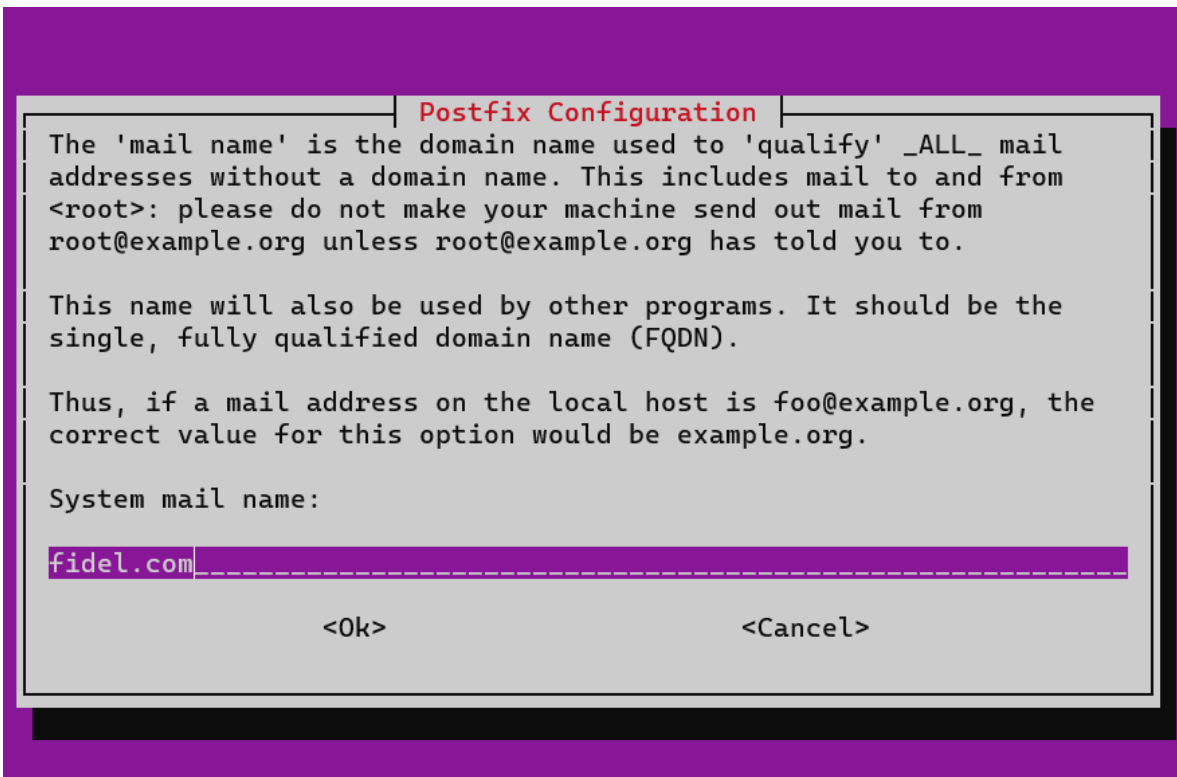 Postfix Configuration
The 'mail name' is the domain name used to 'qualify' _ALL_ mail
addresses without a domain name. This includes mail to and from
<root>: please do not make your machine send out mail from
root@example.org unless root@example.org has told you to.
This name will also be used by other programs. It should be the
single, fully qualified domain name (FQDN).
Thus, if a mail address on the local host is foo@example.org, the
correct value for this option would be example.org.
System mail name:
fidel.com
<Ok> <Cancel>